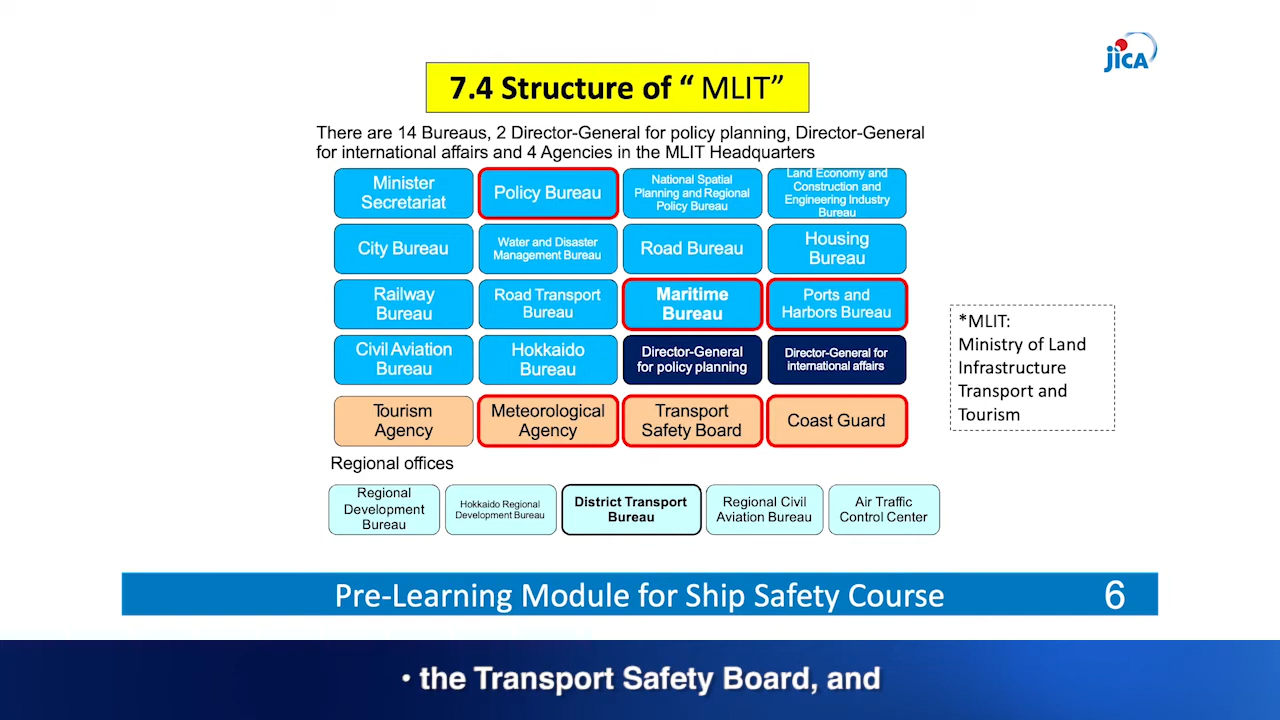 JICA
7.4 Structure of “ MLIT”
There are 14 Bureaus, 2 Director-General for policy planning, Director-General
for international affairs and 4 Agencies in the MLIT Headquarters
Minister
Secretariat
Policy Bureau
National Spatial
Planning and Regional
Policy Bureau
Land Economy and
Construction and
Engineering Industry
Bureau
City Bureau
Water and Disaster
Management Bureau
Road Bureau
Housing
Bureau
Railway
Bureau
Road Transport
Bureau
Maritime
Bureau
Ports and
Harbors Bureau
Civil Aviation
Bureau
Hokkaido
Bureau
Director-General
for policy planning
Director-General for
international affairs
Tourism
Agency
Meteorological
Agency
Transport
Safety Board
Coast Guard
*MLIT:
Ministry of Land
Infrastructure
Transport and
Tourism
Regional offices
Regional
Development
Bureau
Hokkaido Regional
Development Bureau
District Transport
Bureau
Regional Civil
Aviation Bureau
Air Traffic
Control Center
Pre-Learning Module for Ship Safety Course 6
• the Transport Safety Board, and